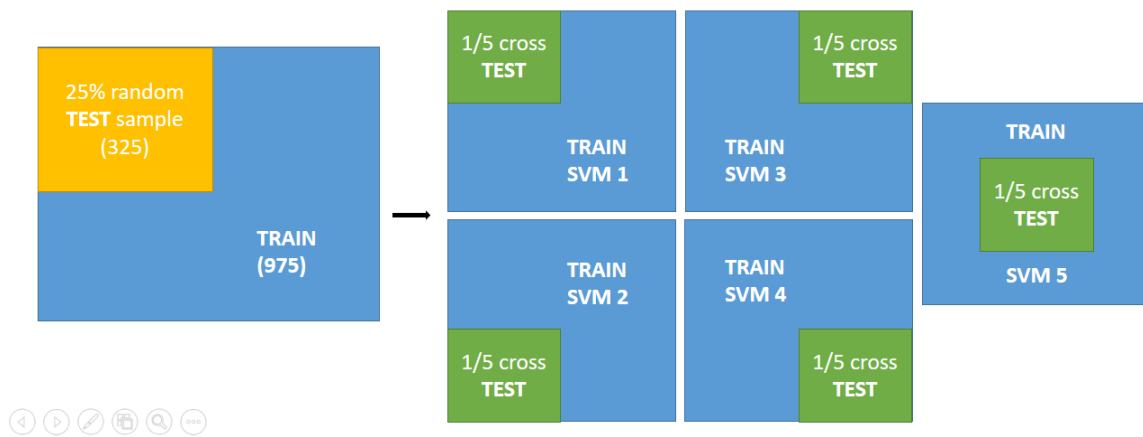 25% random
TEST sample
(325)
TRAIN
(975)
1/5 cross
TEST
TRAIN
SVM 1
1/5 cross
TEST
TRAIN
SVM 3
TRAIN
SVM 2
1/5 cross
TEST
TRAIN
SVM 4
1/5 cross
TEST
TRAIN
1/5 cross
TEST
SVM 5